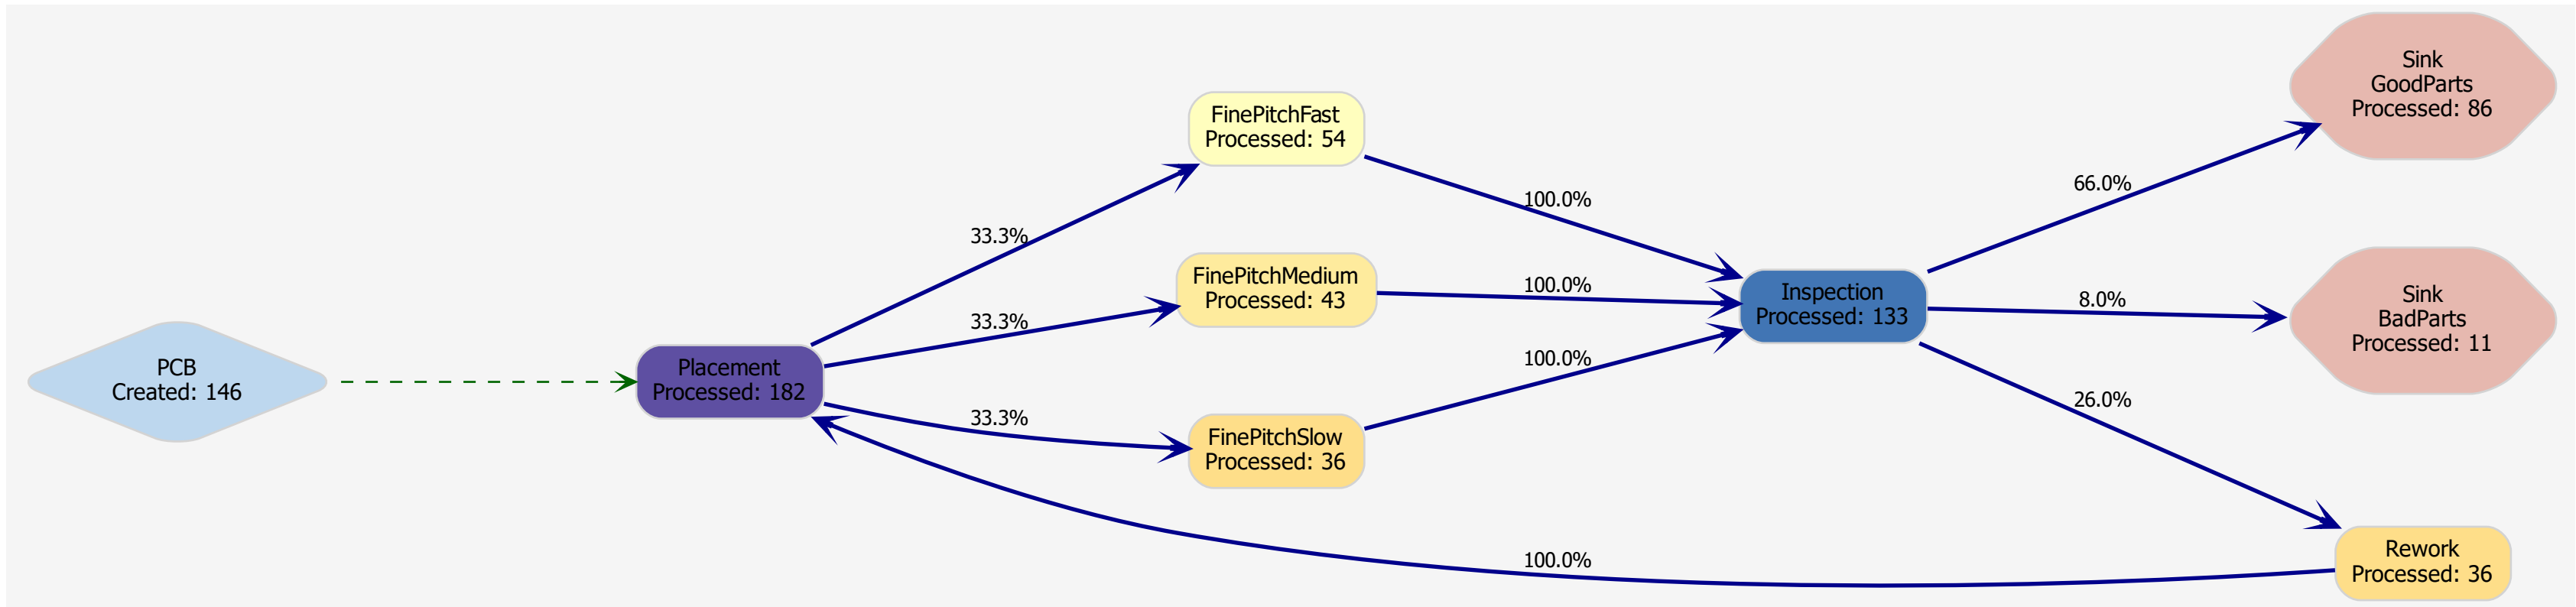 PCB
Created: 146
Placement
Processed: 182
33.3%
33.3%
33.3%
FinePitchFast
Processed: 54
FinePitchMedium
Processed: 43
FinePitchSlow
Processed: 36
100.0%
100.0%
100.0%
100.0%
Inspection
Processed: 133
66.0%
8.0%
26.0%
Sink
GoodParts
Processed: 86
Sink
BadParts
Processed: 11
Rework
Processed: 36